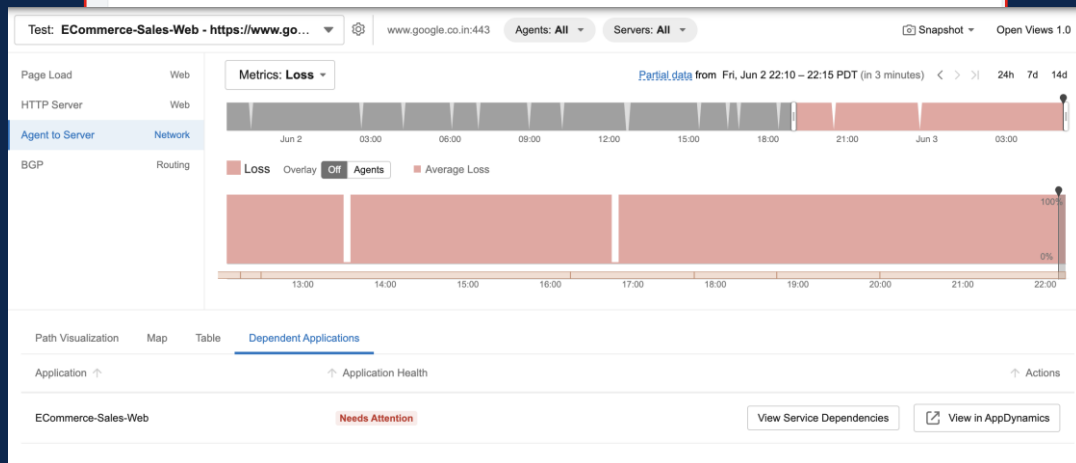 Test: ECommerce-Sales-Web - https://www.go... www.google.co.in:443 Agents: All Servers: All Snapshot Open Views 1.0
Page Load Web
HTTP Server Web
Agent to Server Network
BGP Routing
Metrics: Loss Partial data from Fri, Jun 2 22:10 – 22:15 PDT (in 3 minutes) < > >| 24h 7d 14d
Jun 2 03:00 06:00 09:00 12:00 15:00 18:00 21:00 Jun 3 03:00
Loss Overlay Off Agents Average Loss
100%
0%
13:00 14:00 15:00 16:00 17:00 18:00 19:00 20:00 21:00 22:00
Path Visualization Map Table Dependent Applications
Application ↑ ↑ Application Health ↑ Actions
ECommerce-Sales-Web Needs Attention View Service Dependencies View in AppDynamics